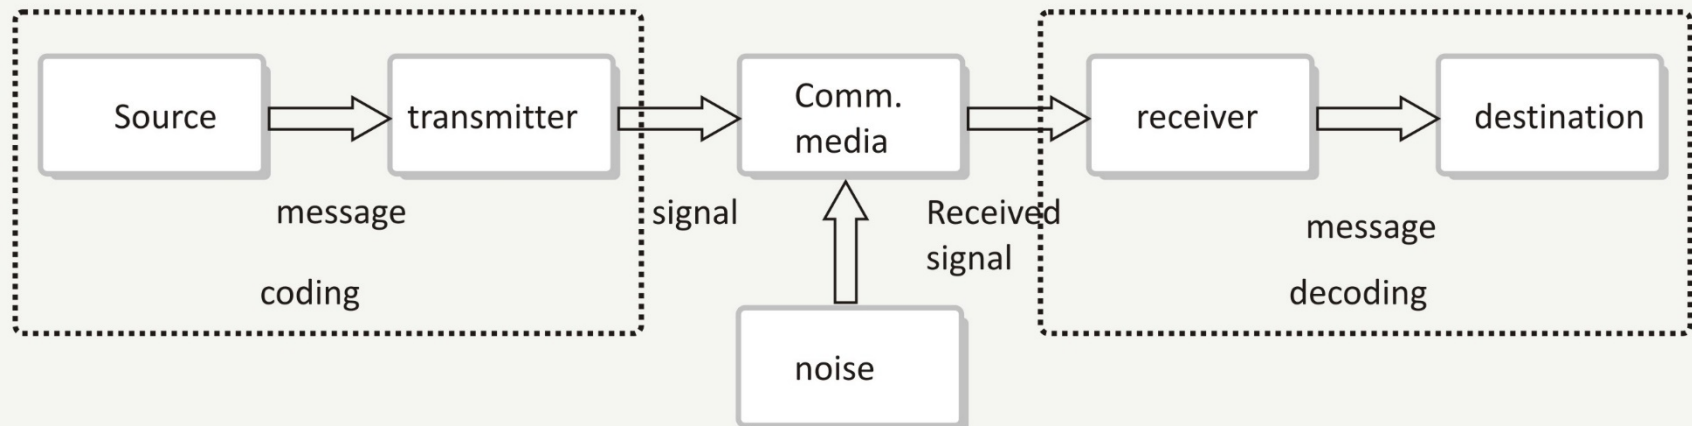 Source
transmitter
Comm.
media
receiver
destination
message
signal
Received
signal
message
coding
decoding
noise